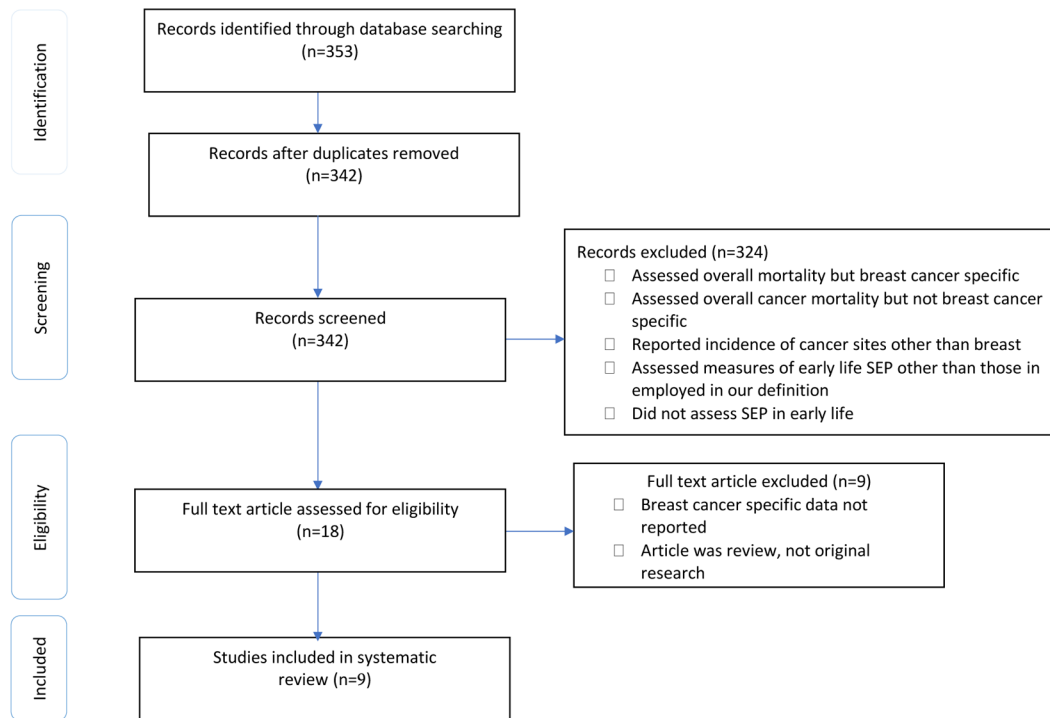 Identification
Records identified through database searching
(n=353)
Records after duplicates removed
(n=342)
Screening
Records screened
(n=342)
Records excluded (n=324)
Assessed overall mortality but breast cancer specific
Assessed overall cancer mortality but not breast cancer
specific
Reported incidence of cancer sites other than breast
Assessed measures of early life SEP other than those in
employed in our definition
Did not assess SEP in early life
Eligibility
Full text article assessed for eligibility
(n=18)
Full text article excluded (n=9)
Breast cancer specific data not
reported
Article was review, not original
research
Included
Studies included in systematic
review (n=9)